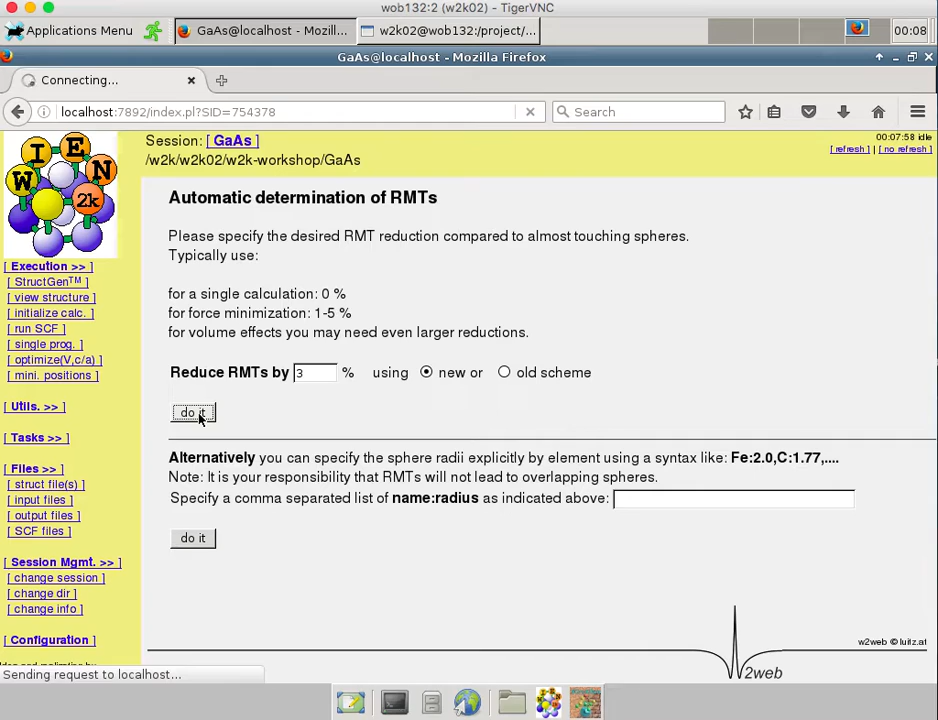 wob132:2 (w2k02) - TigerVNC
Applications Menu
GaAs@localhost - Mozill...
w2k02@wob132:/project/...
00:08
GaAs@localhost - Mozilla Firefox
Connecting...
localhost:7892/index.pl?SID=754378
Search
WIEN
2k
Session: [ GaAs ]
/w2k/w2k02/w2k-workshop/GaAs
00:07:58 idle
[ refresh ] | [ no refresh ]
[ Execution >> ]
[ StructGen™ ]
[ view structure ]
[ initialize calc. ]
[ run SCF ]
[ single prog. ]
[ optimize(V,c/a) ]
[ mini. positions ]
[ Utils. >> ]
[ Tasks >> ]
[ Files >> ]
[ struct file(s) ]
[ input files ]
[ output files ]
[ SCF files ]
[ Session Mgmt. >> ]
[ change session ]
[ change dir ]
[ change info ]
[ Configuration ]
Automatic determination of RMTs
Please specify the desired RMT reduction compared to almost touching spheres.
Typically use:
for a single calculation: 0 %
for force minimization: 1-5 %
for volume effects you may need even larger reductions.
Reduce RMTs by 3 % using new or old scheme
do it
Alternatively you can specify the sphere radii explicitly by element using a syntax like: Fe:2.0,C:1.77,....
Note: It is your responsibility that RMTs will not lead to overlapping spheres.
Specify a comma separated list of name:radius as indicated above:
do it
w2web © luitz.at
2web
Sending request to localhost...